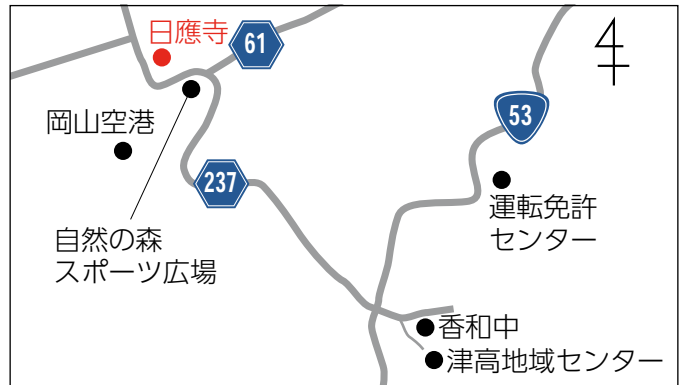 日應寺
61
岡山空港
53
237
運転免許
センター
自然の森
スポーツ広場
香和中
津高地域センター